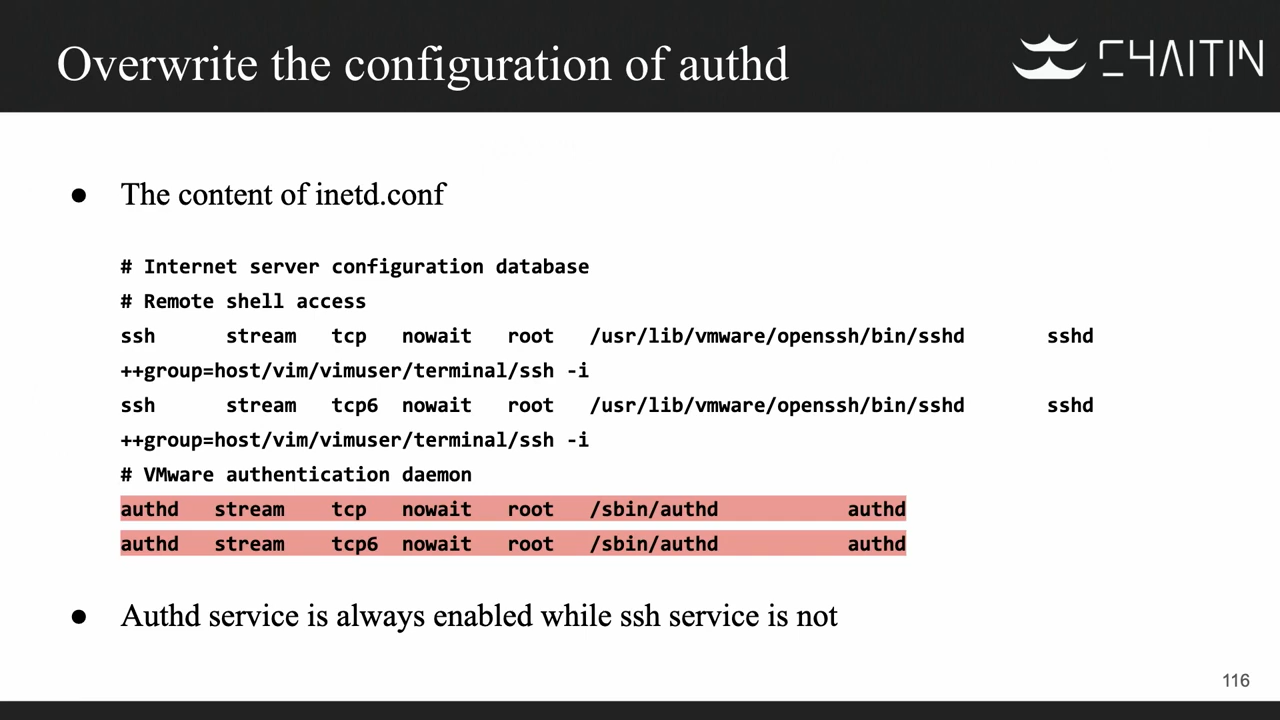 Overwrite the configuration of authd
CHAITIN
● The content of inetd.conf
# Internet server configuration database
# Remote shell access
ssh stream tcp nowait root /usr/lib/vmware/openssh/bin/sshd sshd
++group=host/vim/vimuser/terminal/ssh -i
ssh stream tcp6 nowait root /usr/lib/vmware/openssh/bin/sshd sshd
++group=host/vim/vimuser/terminal/ssh -i
# VMware authentication daemon
authd stream tcp nowait root /sbin/authd authd
authd stream tcp6 nowait root /sbin/authd authd
● Authd service is always enabled while ssh service is not
116